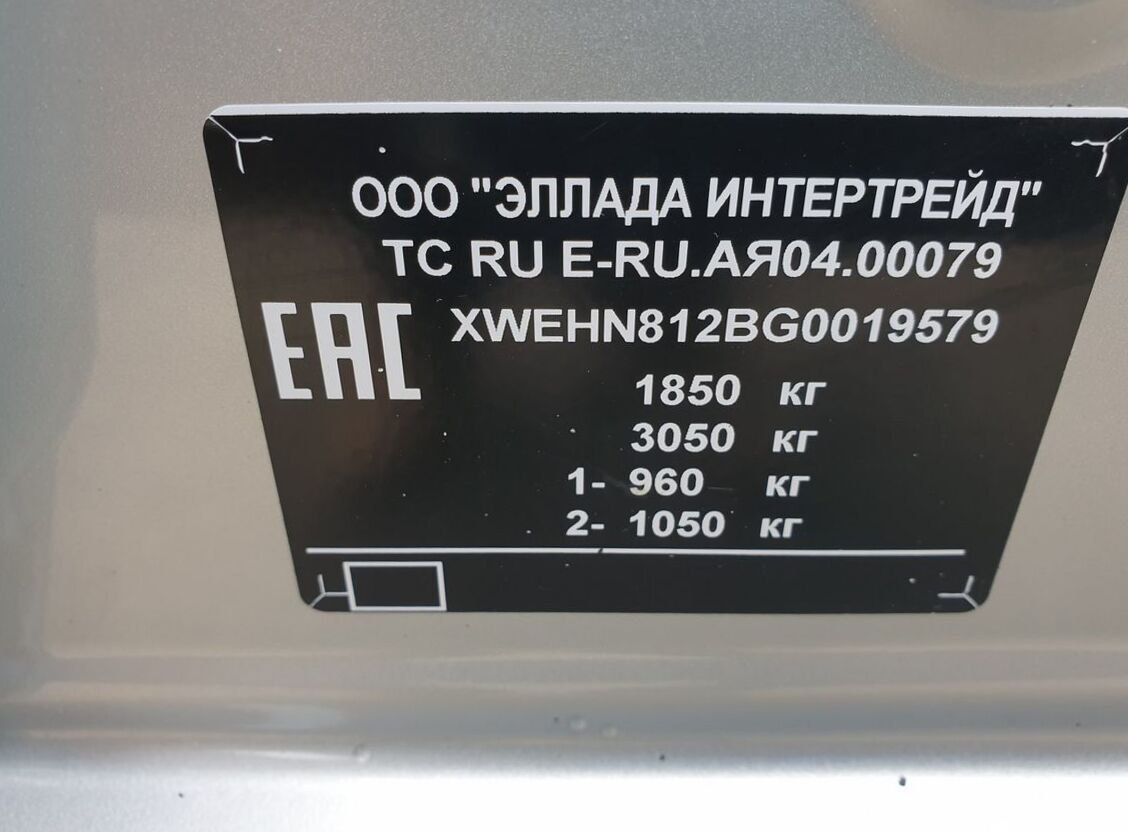 ООО "ЭЛЛАДА ИНТЕРТРЕЙД"
ТС RU E-RU.АЯ04.00079
EAC
XWEHN812BG0019579
1850 кг
3050 кг
1- 960 кг
2- 1050 кг